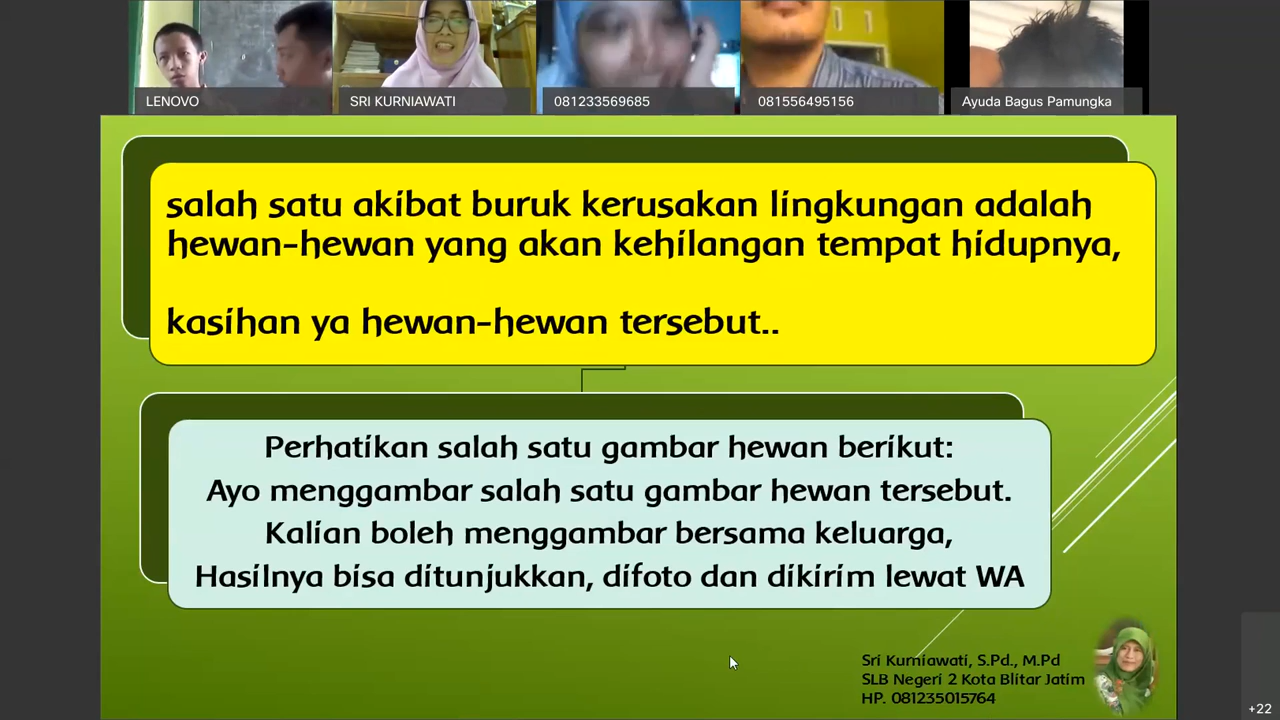 LENOVO
SRI KURNIAWATI
081233569685
081556495156
Ayuda Bagus Pamungka
salah satu akibat buruk kerusakan lingkungan adalah
hewan-hewan yang akan kehilangan tempat hidupnya,
kasihan ya hewan-hewan tersebut..
Perhatikan salah satu gambar hewan berikut:
Ayo menggambar salah satu gambar hewan tersebut.
Kalian boleh menggambar bersama keluarga,
Hasilnya bisa ditunjukkan, difoto dan dikirim lewat WA
Sri Kurniawati, S.Pd., M.Pd
SLB Negeri 2 Kota Blitar Jatim
HP. 081235015764
+22